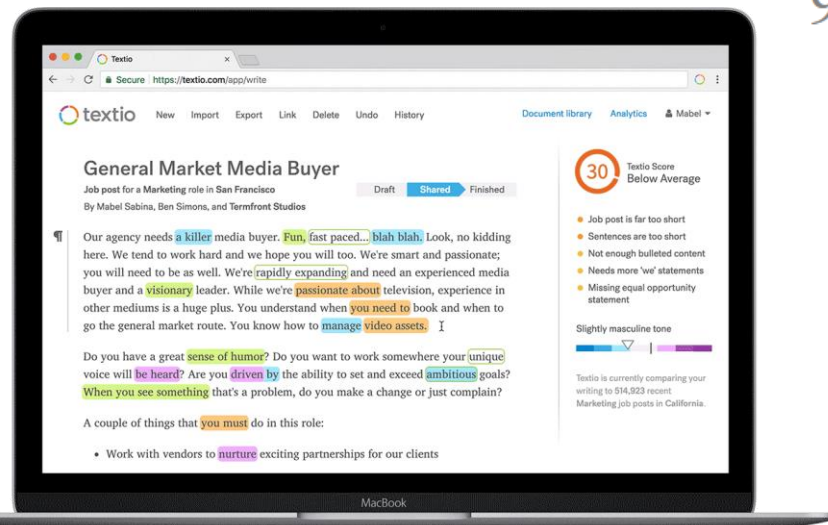 Textio
Secure https://textio.com/app/write
textio New Import Export Link Delete Undo History Document library Analytics Mabel
General Market Media Buyer
Job post for a Marketing role in San Francisco
Draft Shared Finished
By Mabel Sabina, Ben Simons, and Termfront Studios
¶ Our agency needs a killer media buyer. Fun, fast paced... blah blah. Look, no kidding
here. We tend to work hard and we hope you will too. We're smart and passionate;
you will need to be as well. We're rapidly expanding and need an experienced media
buyer and a visionary leader. While we're passionate about television, experience in
other mediums is a huge plus. You understand when you need to book and when to
go the general market route. You know how to manage video assets.
Do you have a great sense of humor? Do you want to work somewhere your unique
voice will be heard? Are you driven by the ability to set and exceed ambitious goals?
When you see something that's a problem, do you make a change or just complain?
A couple of things that you must do in this role:
• Work with vendors to nurture exciting partnerships for our clients
30 Textio Score
Below Average
Job post is far too short
Sentences are too short
Not enough bulleted content
Needs more 'we' statements
Missing equal opportunity
statement
Slightly masculine tone
Textio is currently comparing your
writing to 514,923 recent
Marketing job posts in California.
MacBook